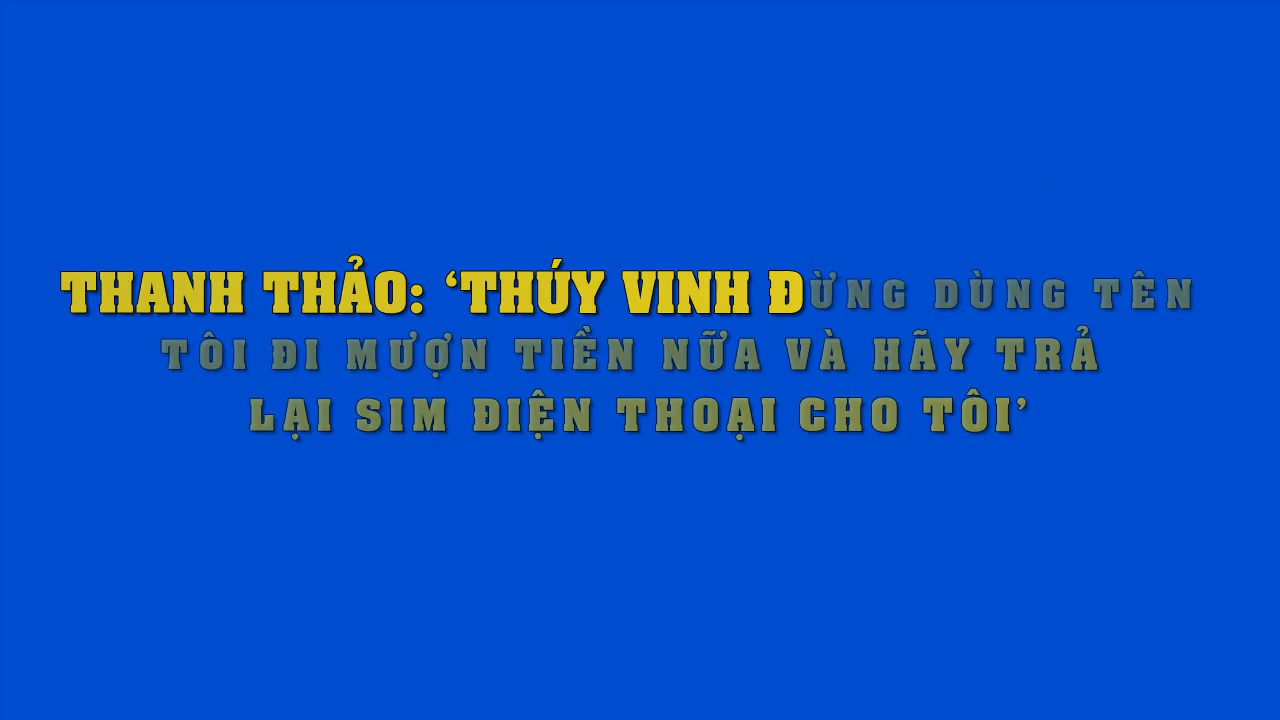 THANH THẢO: ‘THÚY VINH ĐỪNG DÙNG TÊN
TÔI ĐI MƯỢN TIỀN NỮA VÀ HÃY TRẢ
LẠI SIM ĐIỆN THOẠI CHO TÔI’